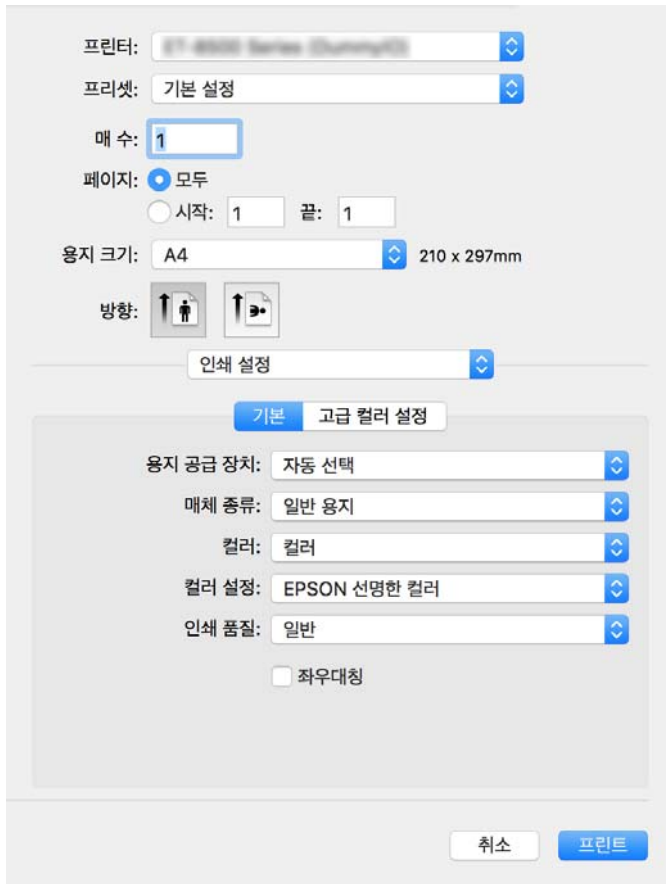 프린터:
프리셋: 기본 설정
매 수: 1
페이지: 모두
시작: 1 끝: 1
용지 크기: A4 210 x 297mm
방향:
인쇄 설정
기본 고급 컬러 설정
용지 공급 장치: 자동 선택
매체 종류: 일반 용지
컬러: 컬러
컬러 설정: EPSON 선명한 컬러
인쇄 품질: 일반
좌우대칭
취소 프린트